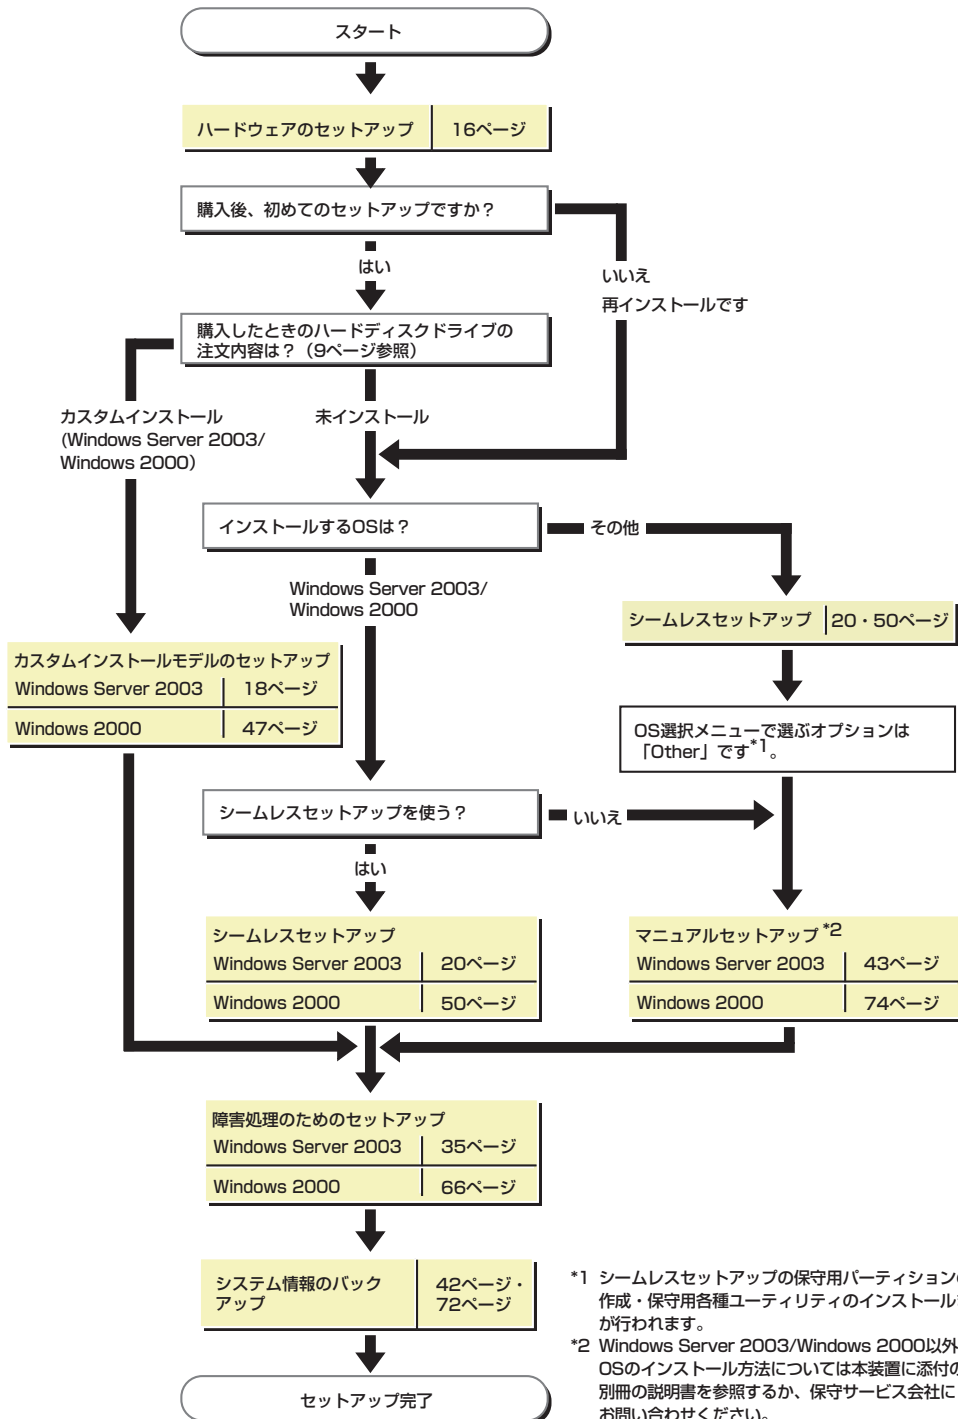 スタート
ハードウェアのセットアップ 16ページ
購入後、初めてのセットアップですか？
はい
いいえ
再インストールです
購入したときのハードディスクドライブの
注文内容は？（9ページ参照）
カスタムインストール
(Windows Server 2003/
Windows 2000)
未インストール
インストールするOSは？
その他
Windows Server 2003/
Windows 2000
シームレスセットアップ 20・50ページ
カスタムインストールモデルのセットアップ
Windows Server 2003 18ページ
Windows 2000 47ページ
OS選択メニューで選ぶオプションは
「Other」です*1。
シームレスセットアップを使う？
いいえ
はい
シームレスセットアップ
Windows Server 2003 20ページ
Windows 2000 50ページ
マニュアルセットアップ*2
Windows Server 2003 43ページ
Windows 2000 74ページ
障害処理のためのセットアップ
Windows Server 2003 35ページ
Windows 2000 66ページ
システム情報のバック
アップ
42ページ・
72ページ
セットアップ完了
*1 シームレスセットアップの保守用パーティション
作成・保守用各種ユーティリティのインストール
が行われます。
*2 Windows Server 2003/Windows 2000以外
OSのインストール方法については本装置に添付の
別冊の説明書を参照するか、保守サービス会社に
お問い合わせください。